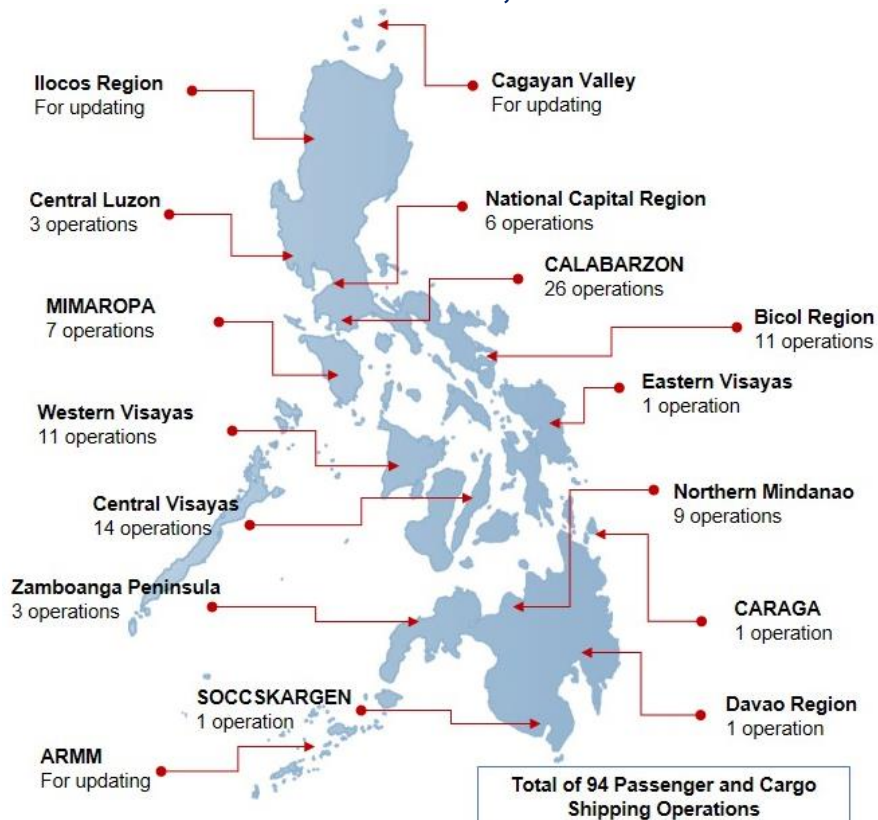 Ilocos Region
For updating
Cagayan Valley
For updating
Central Luzon
3 operations
National Capital Region
6 operations
CALABARZON
26 operations
MIMAROPA
7 operations
Bicol Region
11 operations
Eastern Visayas
1 operation
Western Visayas
11 operations
Northern Mindanao
9 operations
Central Visayas
14 operations
Zamboanga Peninsula
3 operations
CARAGA
1 operation
SOCCSKARGEN
1 operation
Davao Region
1 operation
ARMM
For updating
Total of 94 Passenger and Cargo
Shipping Operations